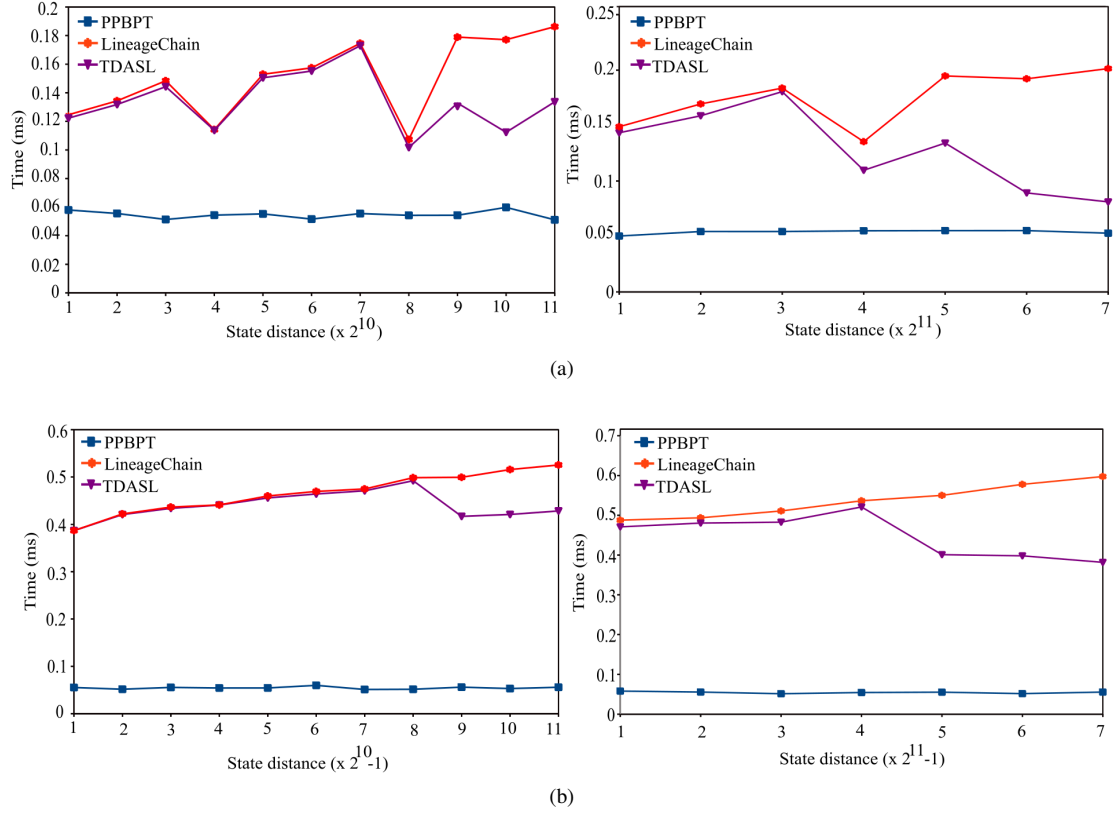 0.2
0.18
0.16
0.14
0.12
0.1
0.08
0.06
0.04
0.02
0
Time (ms)
PPBPT
LineageChain
TDASL
1 2 3 4 5 6 7 8 9 10 11
State distance (x 2^10)
0.25
0.2
0.15
0.1
0.05
0
Time (ms)
PPBPT
LineageChain
TDASL
1 2 3 4 5 6 7
State distance (x 2^11)
(a)
0.6
0.5
0.4
0.3
0.2
0.1
0
Time (ms)
PPBPT
LineageChain
TDASL
1 2 3 4 5 6 7 8 9 10 11
State distance (x 2^10-1)
0.7
0.6
0.5
0.4
0.3
0.2
0.1
0
Time (ms)
PPBPT
LineageChain
TDASL
1 2 3 4 5 6 7
State distance (x 2^11-1)
(b)